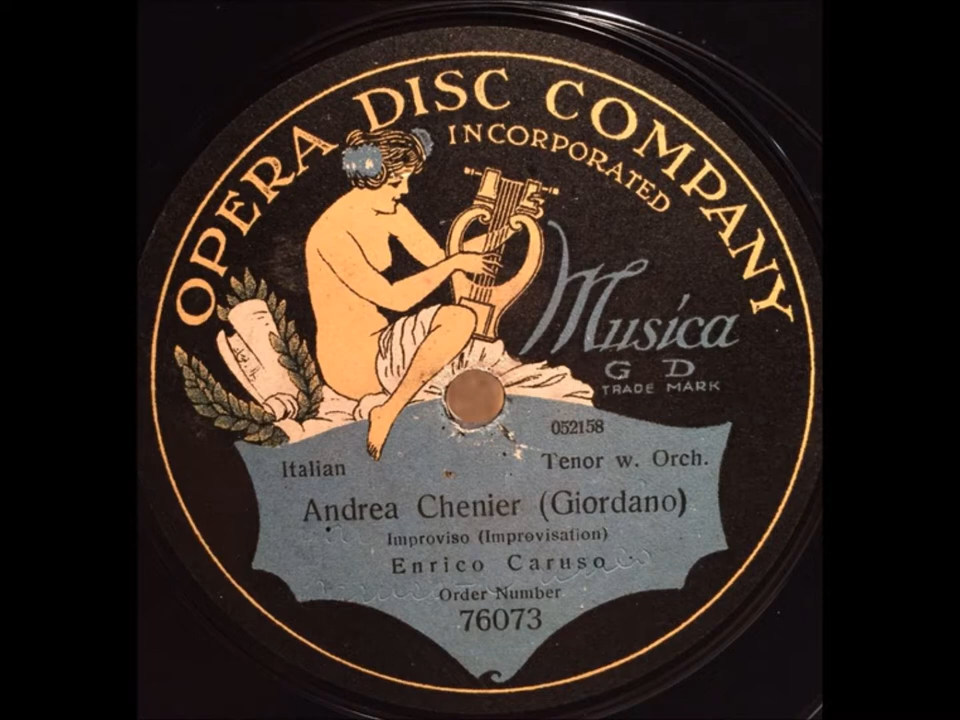 OPERA DISC COMPANY
INCORPORATED
Musica
G D
TRADE MARK
052158
Italian
Tenor w. Orch.
Andrea Chenier (Giordano)
Improviso (Improvisation)
Enrico Caruso
Order Number
76073